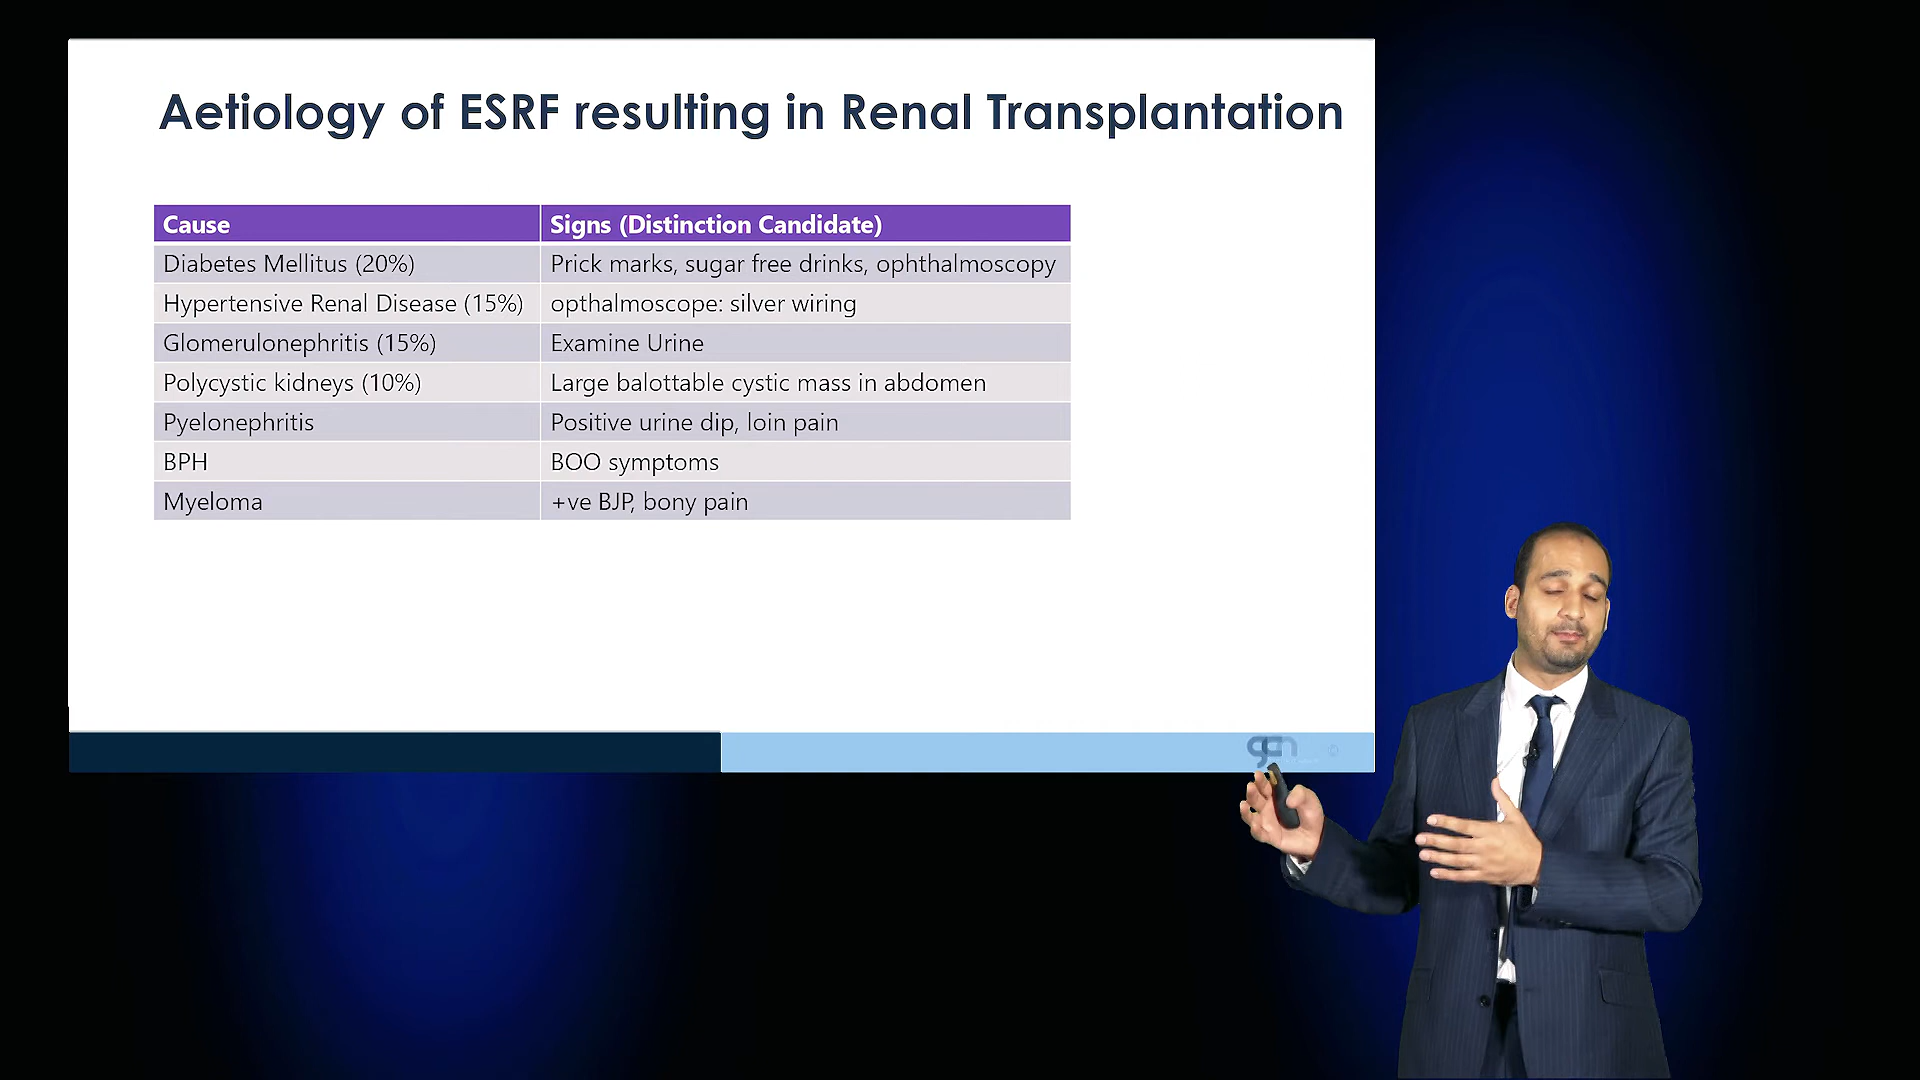 Aetiology of ESRF resulting in Renal Transplantation
Cause Signs (Distinction Candidate)
Diabetes Mellitus (20%) Prick marks, sugar free drinks, ophthalmoscopy
Hypertensive Renal Disease (15%) opthalmoscope: silver wiring
Glomerulonephritis (15%) Examine Urine
Polycystic kidneys (10%) Large balottable cystic mass in abdomen
Pyelonephritis Positive urine dip, loin pain
BPH BOO symptoms
Myeloma +ve BJP, bony pain